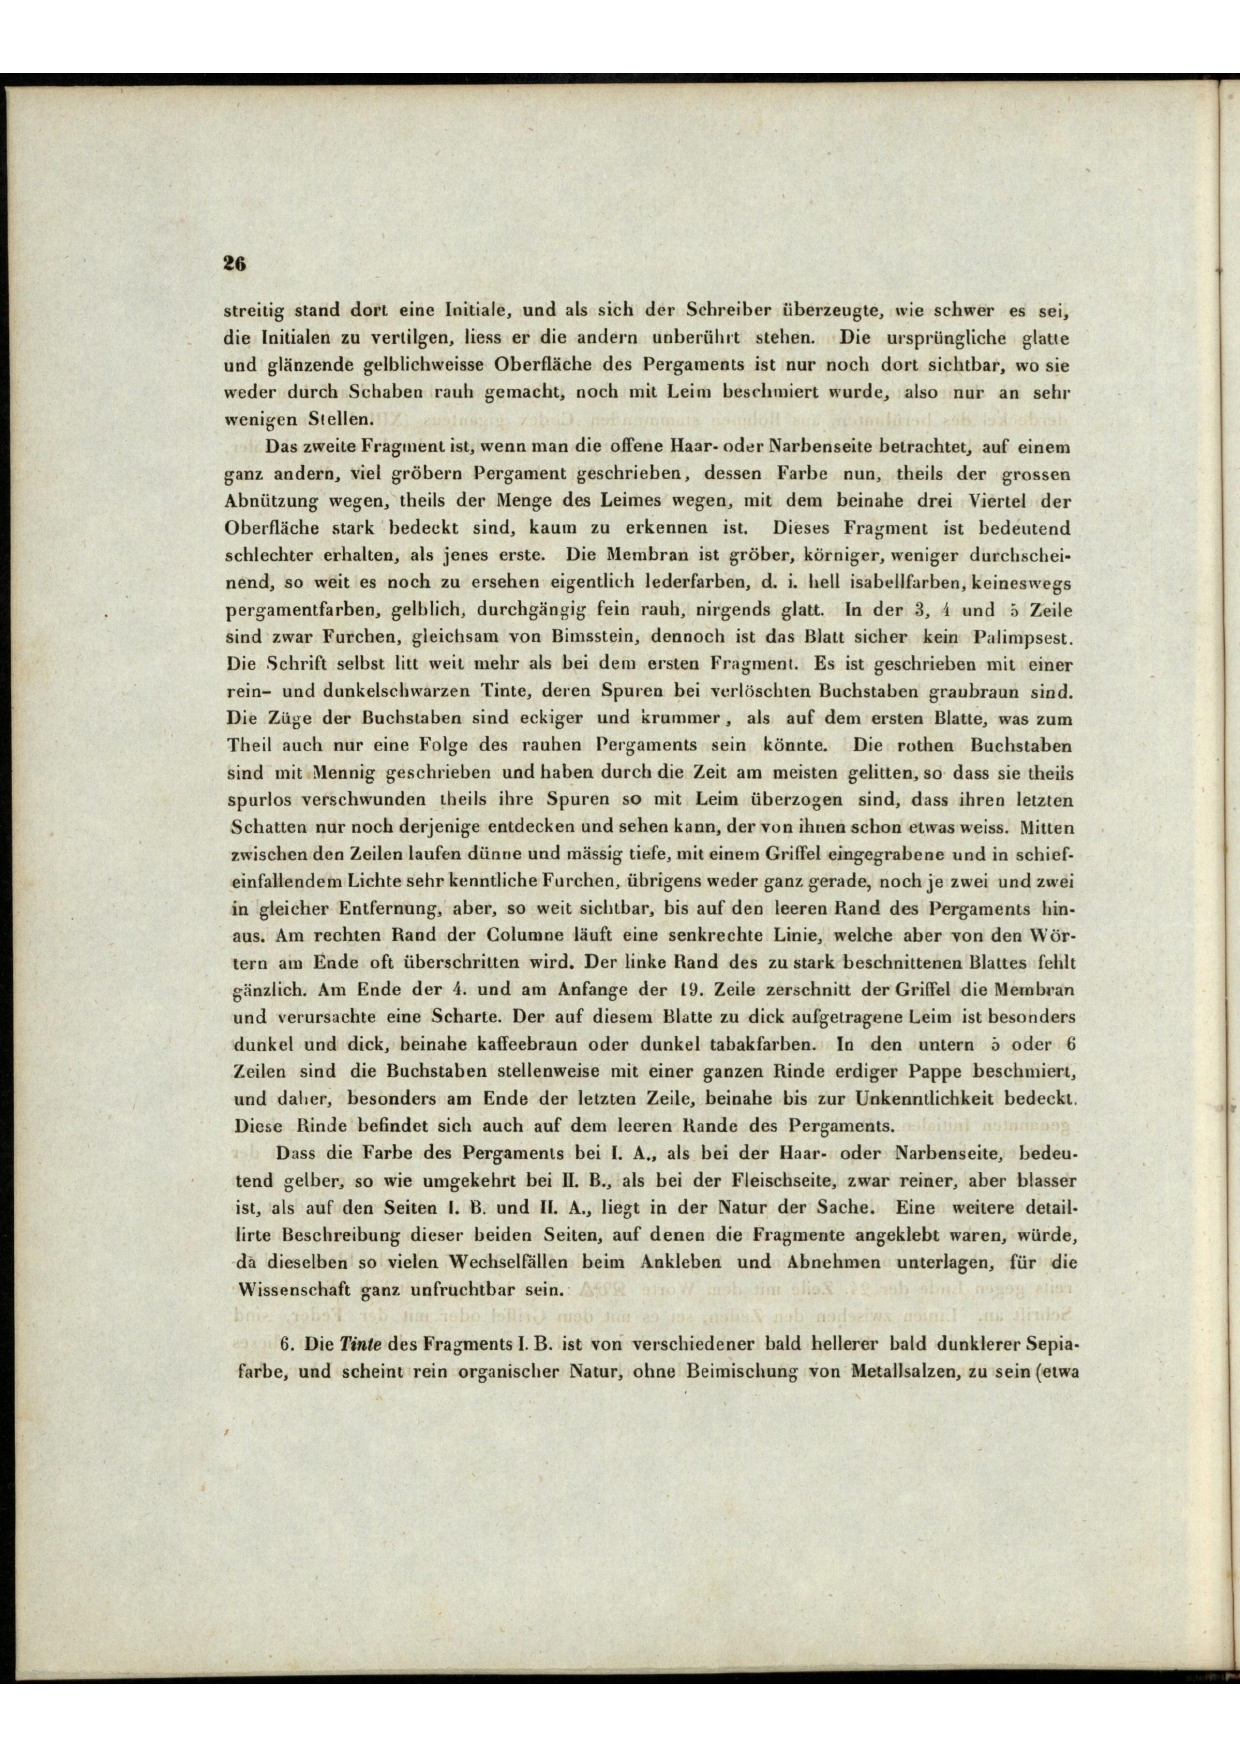 26
streitig stand dort eine Initiale, und als sich der Schreiber überzeugte, wie schwer es sei,
die Initialen zu vertilgen, liess er die andern unberührt stehen. Die ursprüngliche glatte
und glänzende gelblichweisse Oberfläche des Pergaments ist nur noch dort sichtbar, wo sie
weder durch Schaben rauh gemacht, noch mit Leim beschmiert wurde, also nur an sehr
wenigen Stellen.
Das zweite Fragment ist, wenn man die offene Haar- oder Narbenseite betrachtet, auf einem
ganz andern, viel gröbern Pergament geschrieben, dessen Farbe nun, theils der grossen
Abnützung wegen, theils der Menge des Leimes wegen, mit dem beinahe drei Viertel der
Oberfläche stark bedeckt sind, kaum zu erkennen ist. Dieses Fragment ist bedeutend
schlechter erhalten, als jenes erste. Die Membran ist gröber, körniger, weniger durchschei-
nend, so weit es noch zu ersehen eigentlich lederfarben, d. i. hell isabellfarben, keineswegs
pergamentfarben, gelblich, durchgängig fein rauh, nirgends glatt. In der 3, 4 und 5 Zeile
sind zwar Furchen, gleichsam von Bimsstein, dennoch ist das Blatt sicher kein Palimpsest.
Die Schrift selbst litt weit mehr als bei dem ersten Fragment. Es ist geschrieben mit einer
rein- und dunkelschwarzen Tinte, deren Spuren bei verlöschten Buchstaben graubraun sind.
Die Züge der Buchstaben sind eckiger und krummer, als auf dem ersten Blatte, was zum
Theil auch nur eine Folge des rauhen Pergaments sein könnte. Die rothen Buchstaben
sind mit Mennig geschrieben und haben durch die Zeit am meisten gelitten, so dass sie theils
spurlos verschwunden theils ihre Spuren so mit Leim überzogen sind, dass ihren letzten
Schatten nur noch derjenige entdecken und sehen kann, der von ihnen schon etwas weiss. Mitten
zwischen den Zeilen laufen dünne und mässig tiefe, mit einem Griffel eingegrabene und in schief-
einfallendem Lichte sehr kenntliche Furchen, übrigens weder ganz gerade, noch je zwei und zwei
in gleicher Entfernung, aber, so weit sichtbar, bis auf den leeren Rand des Pergaments hin-
aus. Am rechten Rand der Columne läuft eine senkrechte Linie, welche aber von den Wör-
tern am Ende oft überschritten wird. Der linke Rand des zu stark beschnittenen Blattes fehlt
gänzlich. Am Ende der 4. und am Anfange der 19. Zeile zerschnitt der Griffel die Membran
und verursachte eine Scharte. Der auf diesem Blatte zu dick aufgetragene Leim ist besonders
dunkel und dick, beinahe kaffeebraun oder dunkel tabakfarben. In den untern 5 oder 6
Zeilen sind die Buchstaben stellenweise mit einer ganzen Rinde erdiger Pappe beschmiert,
und daher, besonders am Ende der letzten Zeile, beinahe bis zur Unkenntlichkeit bedeckt.
Diese Rinde befindet sich auch auf dem leeren Rande des Pergaments.
Dass die Farbe des Pergaments bei I. A., als bei der Haar- oder Narbenseite, bedeu-
tend gelber, so wie umgekehrt bei II. B., als bei der Fleischseite, zwar reiner, aber blasser
ist, als auf den Seiten I. B. und II. A., liegt in der Natur der Sache. Eine weitere detail-
lirte Beschreibung dieser beiden Seiten, auf denen die Fragmente angeklebt waren, würde,
da dieselben so vielen Wechselfällen beim Ankleben und Abnehmen unterlagen, für die
Wissenschaft ganz unfruchtbar sein.
6. Die Tinte des Fragments I. B. ist von verschiedener bald hellerer bald dunklerer Sepia-
farbe, und scheint rein organischer Natur, ohne Beimischung von Metallsalzen, zu sein (etwa